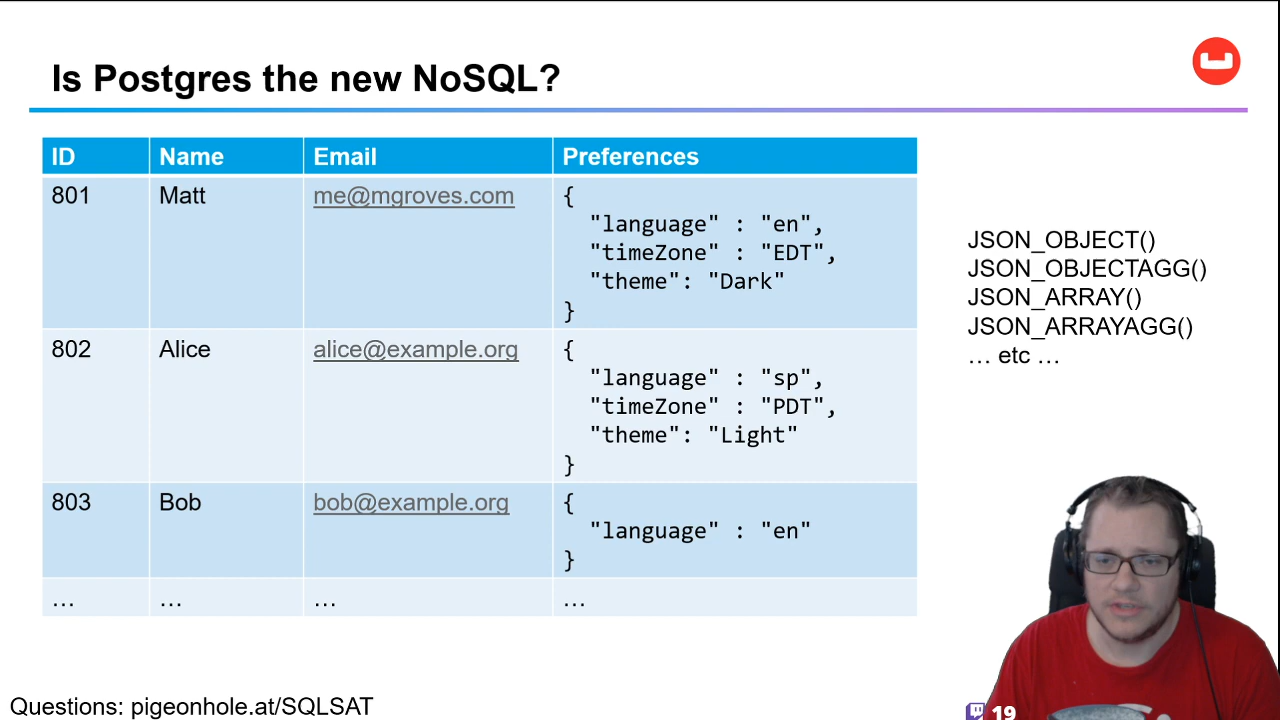 Is Postgres the new NoSQL?
ID Name Email Preferences
801 Matt me@mgroves.com {
"language" : "en",
"timeZone" : "EDT",
"theme": "Dark"
}
802 Alice alice@example.org {
"language" : "sp",
"timeZone" : "PDT",
"theme": "Light"
}
803 Bob bob@example.org {
"language" : "en"
}
… … … …
JSON_OBJECT()
JSON_OBJECTAGG()
JSON_ARRAY()
JSON_ARRAYAGG()
… etc …
Questions: pigeonhole.at/SQLSAT
19